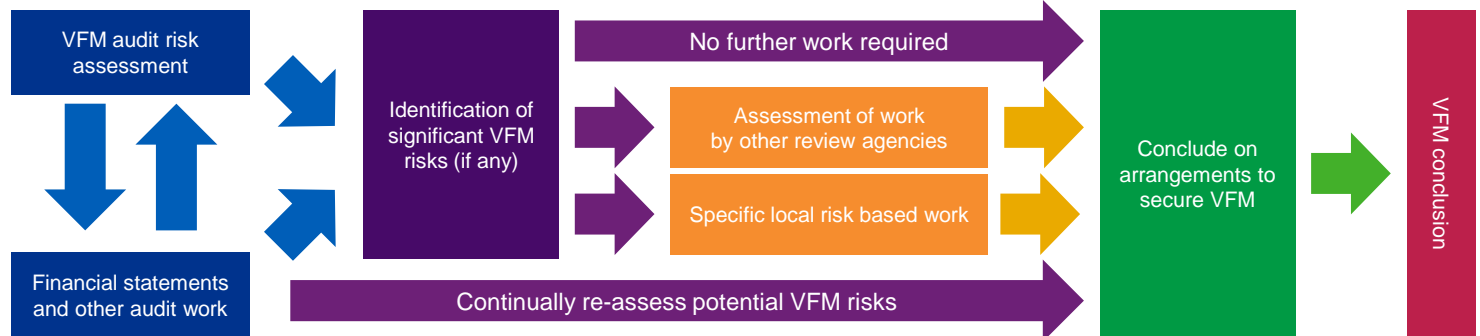 VFM audit risk
assessment
Financial statements
and other audit work
Identification of
significant VFM
risks (if any)
No further work required
Assessment of work
by other review agencies
Specific local risk based work
Continually re-assess potential VFM risks
Conclude on
arrangements to
secure VFM
VFM conclusion